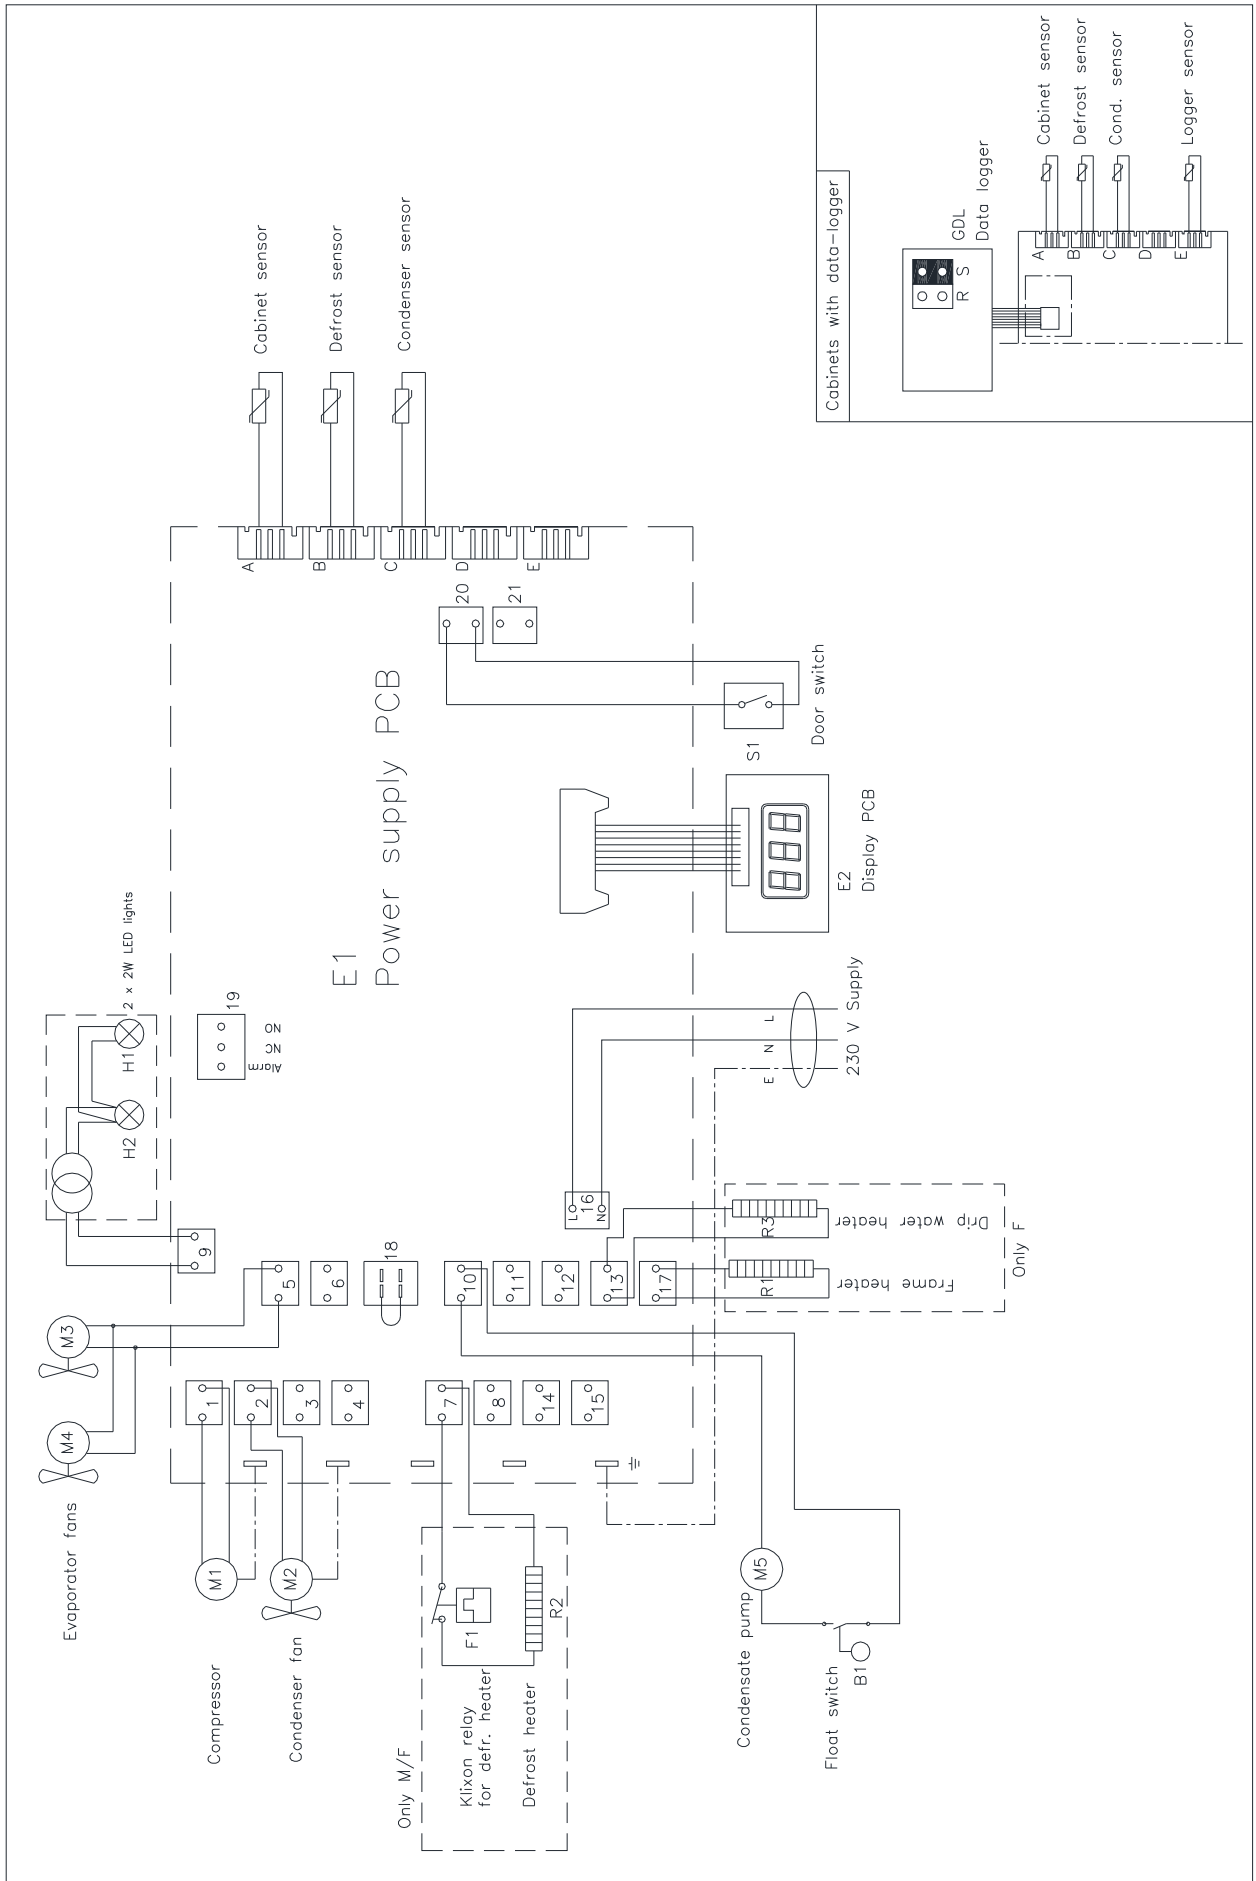 Evaporator fans
M4
M3
H2
H1
2 x 2W LED lights
Compressor
M1
Condenser fan
M2
1
2
3
4
5
6
9
18
19
Alarm
NC
NO
A
Cabinet sensor
B
Defrost sensor
C
Condenser sensor
D
E
E1
Power supply PCB
20
21
Only M/F
Klixon relay
for defr. heater
F1
Defrost heater
R2
7
8
14
15
10
11
12
13
17
16
L
N
Condensate pump
M5
Float switch
B1
R1
Frame heater
R3
Drip water heater
Only F
E
N
L
230 V Supply
E2
Display PCB
S1
Door switch
Cabinets with data-logger
R
S
GDL
Data logger
A
Cabinet sensor
B
Defrost sensor
C
Cond. sensor
D
E
Logger sensor